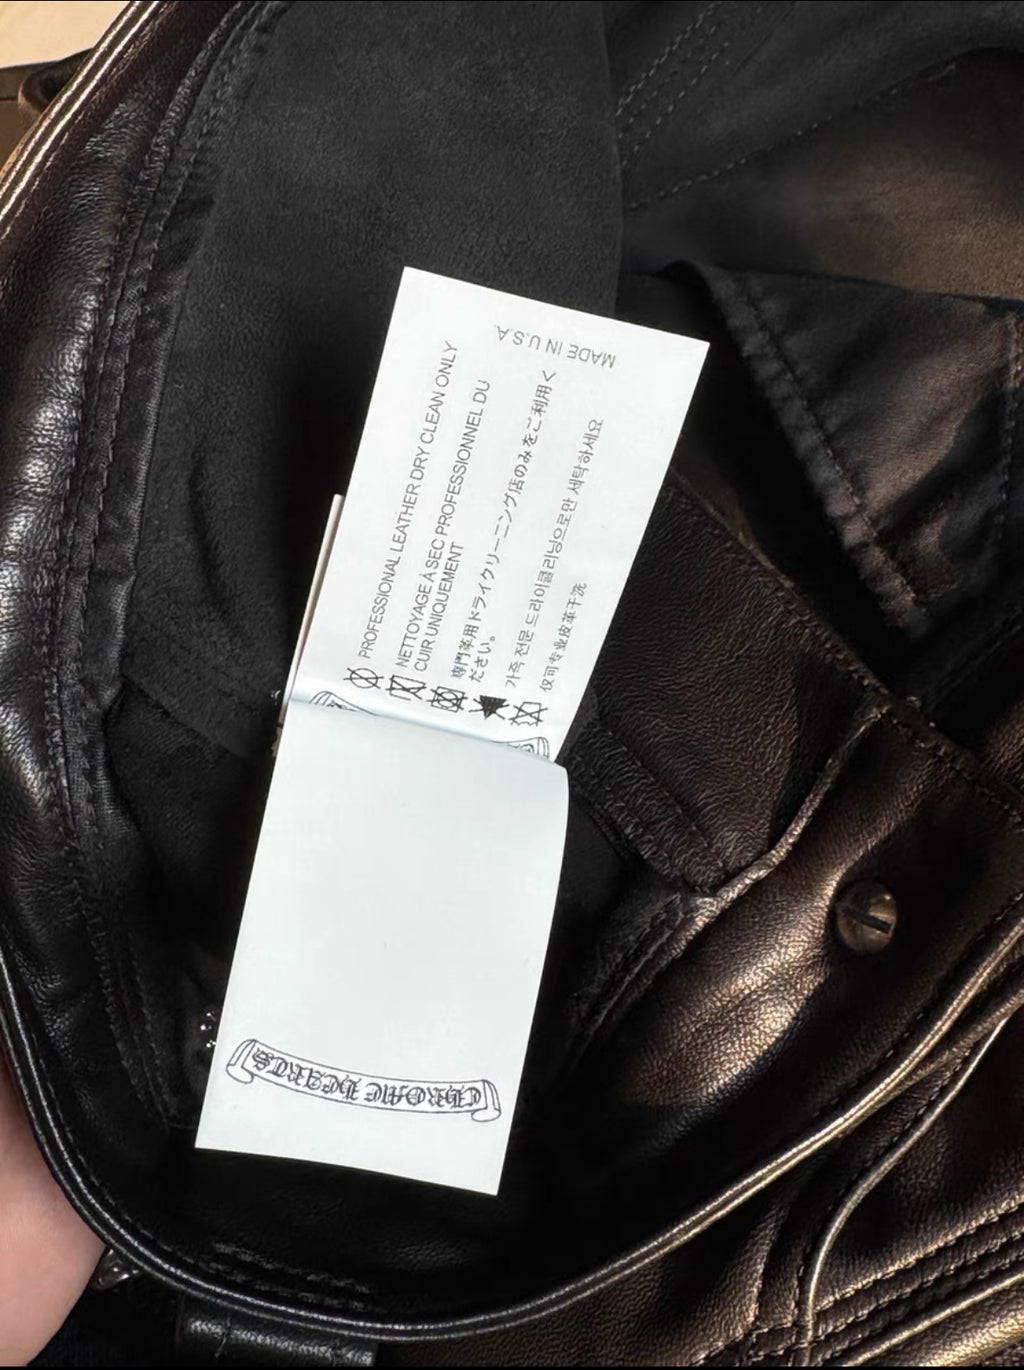 MADE IN U.S.A.
PROFESSIONAL LEATHER DRY CLEAN ONLY
NETTOYAGE À SEC PROFESSIONNEL DU
CUIR UNIQUEMENT
専門革用ドライクリーニング店のみをご利用く
ださい。
가죽 전문 드라이클리닝으로만 세탁하세요
仅可专业皮革干洗
CHROME HEARTS